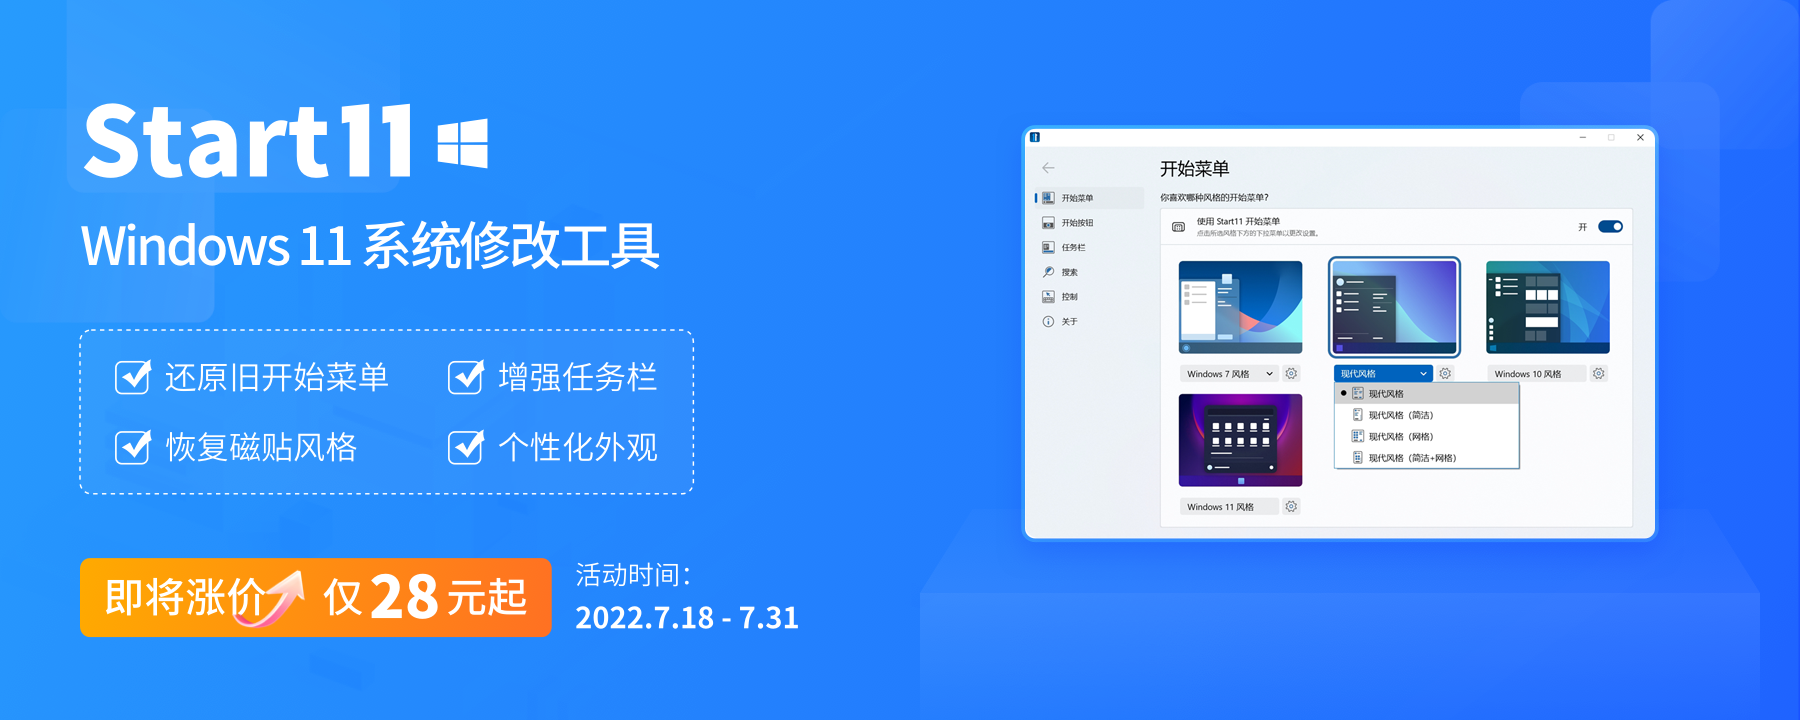 Start11
Windows 11 系统修改工具
还原旧开始菜单
增强任务栏
恢复磁贴风格
个性化外观
即将涨价 仅 28 元起
活动时间：
2022.7.18 - 7.31
开始菜单
开始按钮
任务栏
搜索
控制
关于
开始菜单
你喜欢哪种风格的开始菜单?
使用 Start11 开始菜单
点击所选风格下方的下拉菜单以更改设置。
开
Windows 7 风格
现代风格
Windows 10 风格
现代风格
现代风格（简洁）
现代风格（网格）
现代风格（简洁+网格）
Windows 11 风格